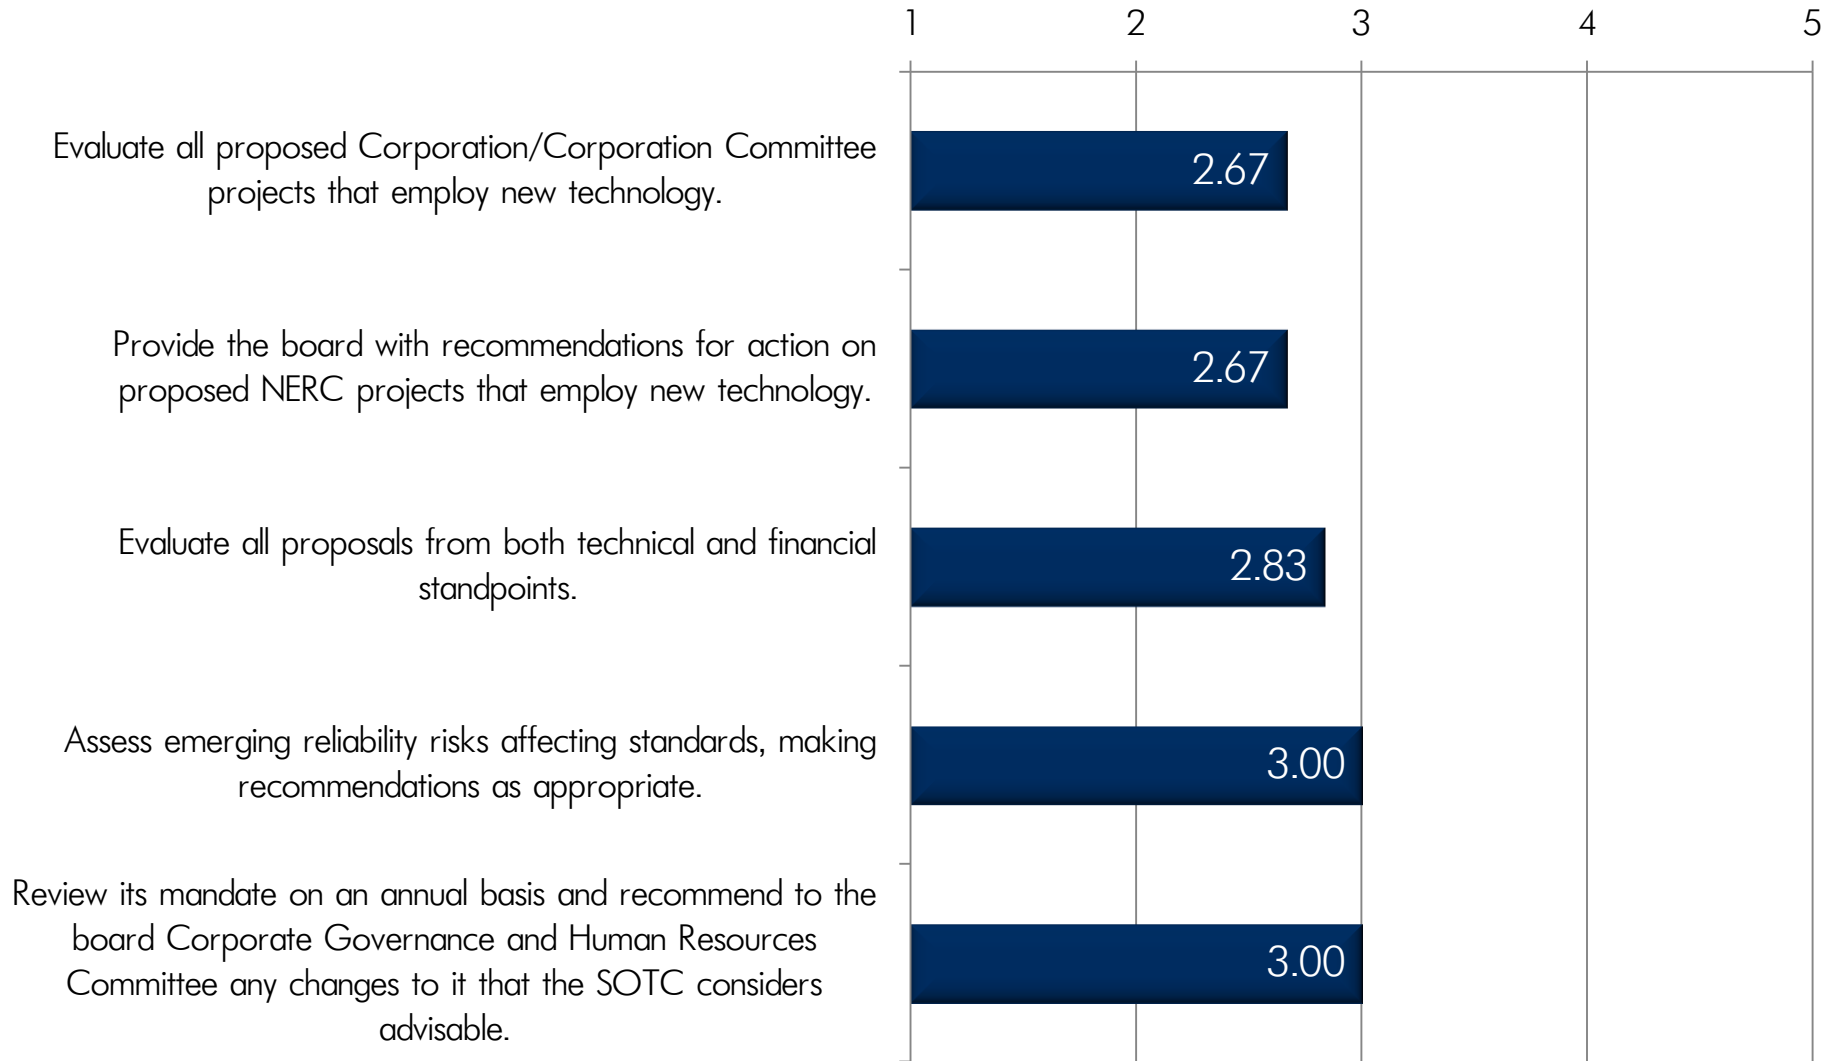 1 2 3 4 5
Evaluate all proposed Corporation/Corporation Committee
projects that employ new technology.
2.67
Provide the board with recommendations for action on
proposed NERC projects that employ new technology.
2.67
Evaluate all proposals from both technical and financial
standpoints.
2.83
Assess emerging reliability risks affecting standards, making
recommendations as appropriate.
3.00
Review its mandate on an annual basis and recommend to the
board Corporate Governance and Human Resources
Committee any changes to it that the SOTC considers
advisable.
3.00